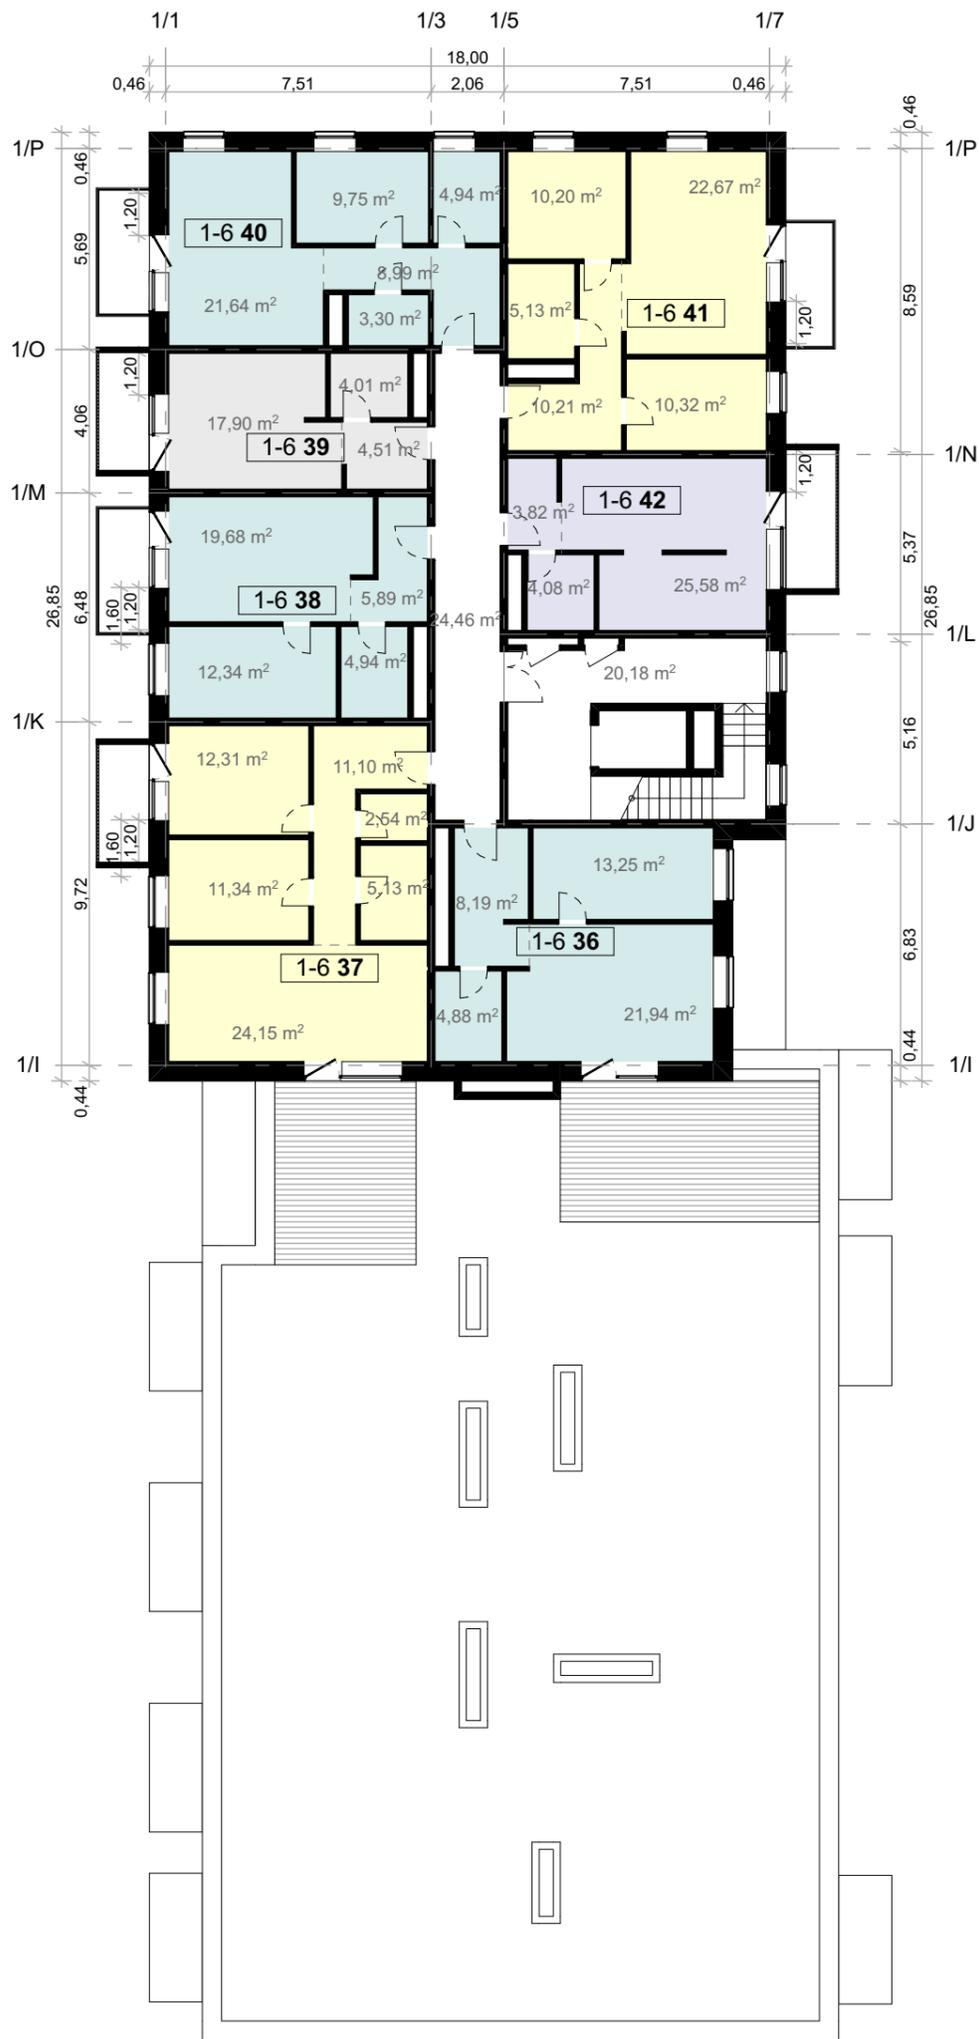 1/1 1/3 1/5 1/7
18,00
0,46 7,51 2,06 7,51 0,46
0,46
1/P 1/P
0,46
1,20
5,69
9,75 m²
4,94 m²
10,20 m²
22,67 m²
1-6 40
8,99 m²
21,64 m²
3,30 m²
5,13 m²
1-6 41
8,59
1,20
1/O
1,20
4,06
4,01 m²
17,90 m²
1-6 39
4,51 m²
10,21 m²
10,32 m²
1/N
1,20
1/M
1-6 42
3,82 m²
19,68 m²
5,37
26,85
6,48
1,60
1,20
1-6 38
5,89 m²
4,08 m²
25,58 m²
26,85
24,46 m²
1/L
12,34 m²
4,94 m²
20,18 m²
1/K
12,31 m²
11,10 m²
5,16
2,54 m²
1/J
1,60
1,20
9,72
11,34 m²
5,13 m²
8,19 m²
13,25 m²
1-6 36
6,83
1-6 37
24,15 m²
4,88 m²
21,94 m²
0,44
1/I 1/I
0,44